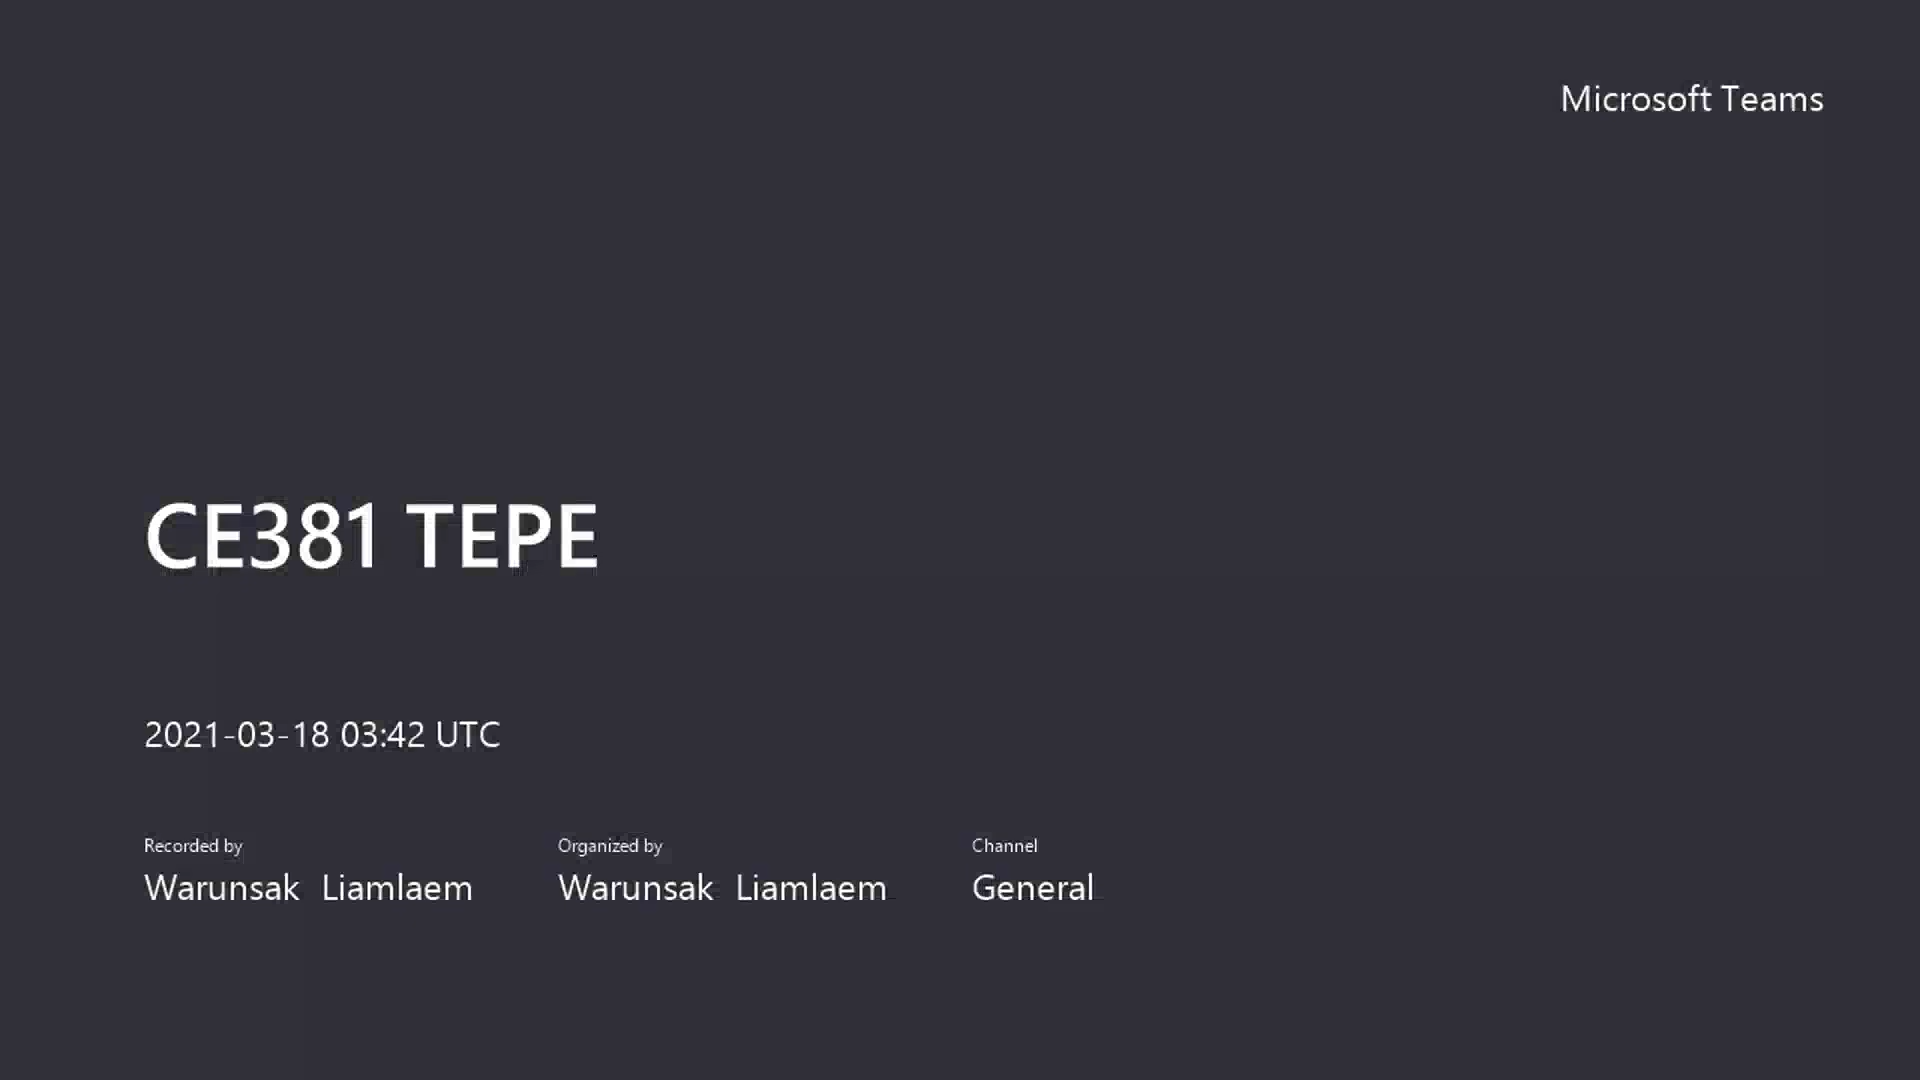 Microsoft Teams
CE381 TEPE
2021-03-18 03:42 UTC
Recorded by
Warunsak  Liamlaem
Organized by
Warunsak  Liamlaem
Channel
General